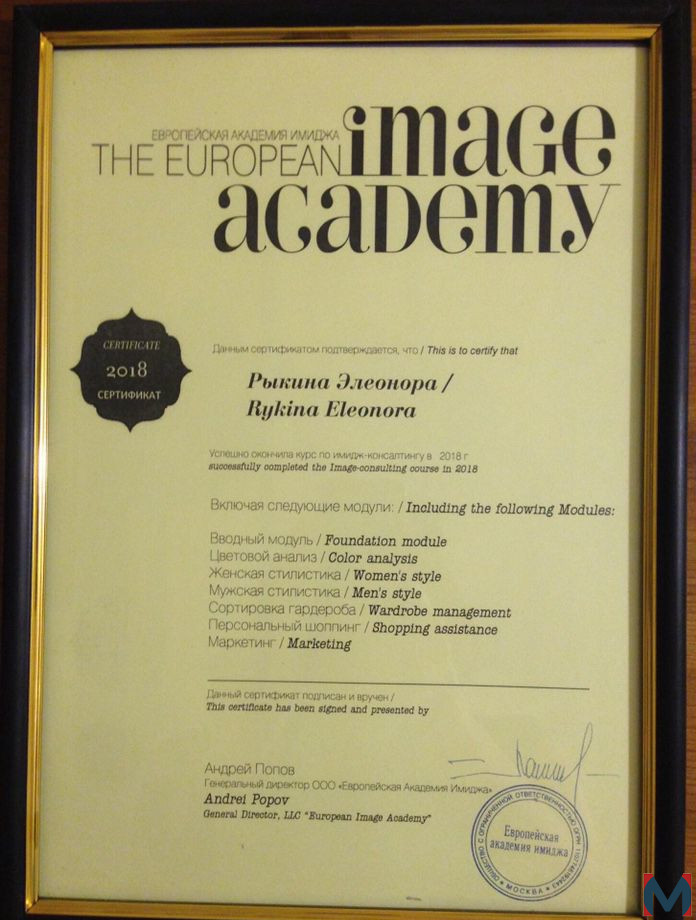 ЕВРОПЕЙСКАЯ АКАДЕМИЯ ИМИДЖА
THE EUROPEAN image
academy
CERTIFICATE
2018
СЕРТИФИКАТ
Данным сертификатом подтверждается, что / This is to certify that
Рыкина Элеонора /
Rykina Eleonora
Успешно окончила курс по имидж-консалтингу в 2018 г
successfully completed the Image-consulting course in 2018
Включая следующие модули: / Including the following Modules:
Вводный модуль / Foundation module
Цветовой анализ / Color analysis
Женская стилистика / Women's style
Мужская стилистика / Men's style
Сортировка гардероба / Wardrobe management
Персональный шоппинг / Shopping assistance
Маркетинг / Marketing
Данный сертификат подписан и вручен /
This certificate has been signed and presented by
Андрей Попов
Генеральный директор ООО «Европейская Академия Имиджа»
Andrei Popov
General Director, LLC "European Image Academy"
ОБЩЕСТВО С ОГРАНИЧЕННОЙ ОТВЕТСТВЕННОСТЬЮ ОГРН
Европейская
академия имиджа
* МОСКВА *
M